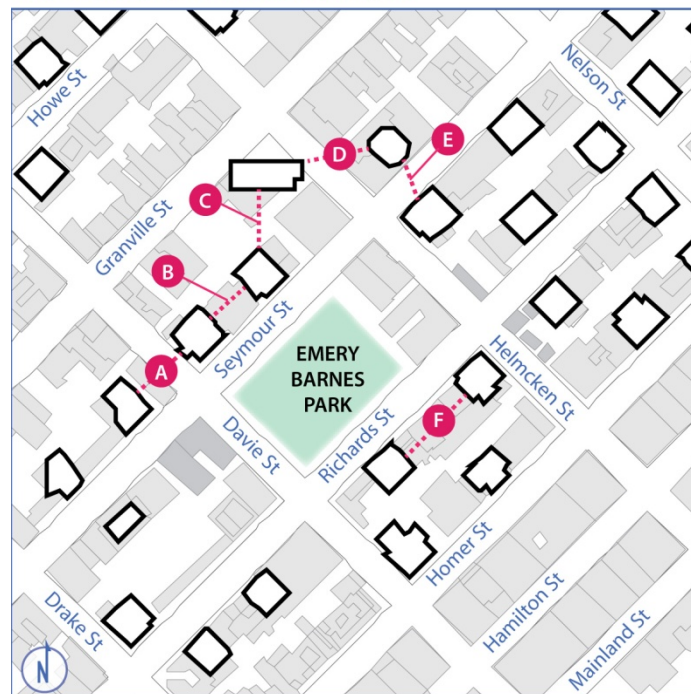 Howe St
Nelson St
Granville St
D
E
C
B
Seymour St
EMERY
BARNES
PARK
A
Helmcken St
Davie St
Richards St
F
Homer St
Hamilton St
Drake St
Mainland St
N